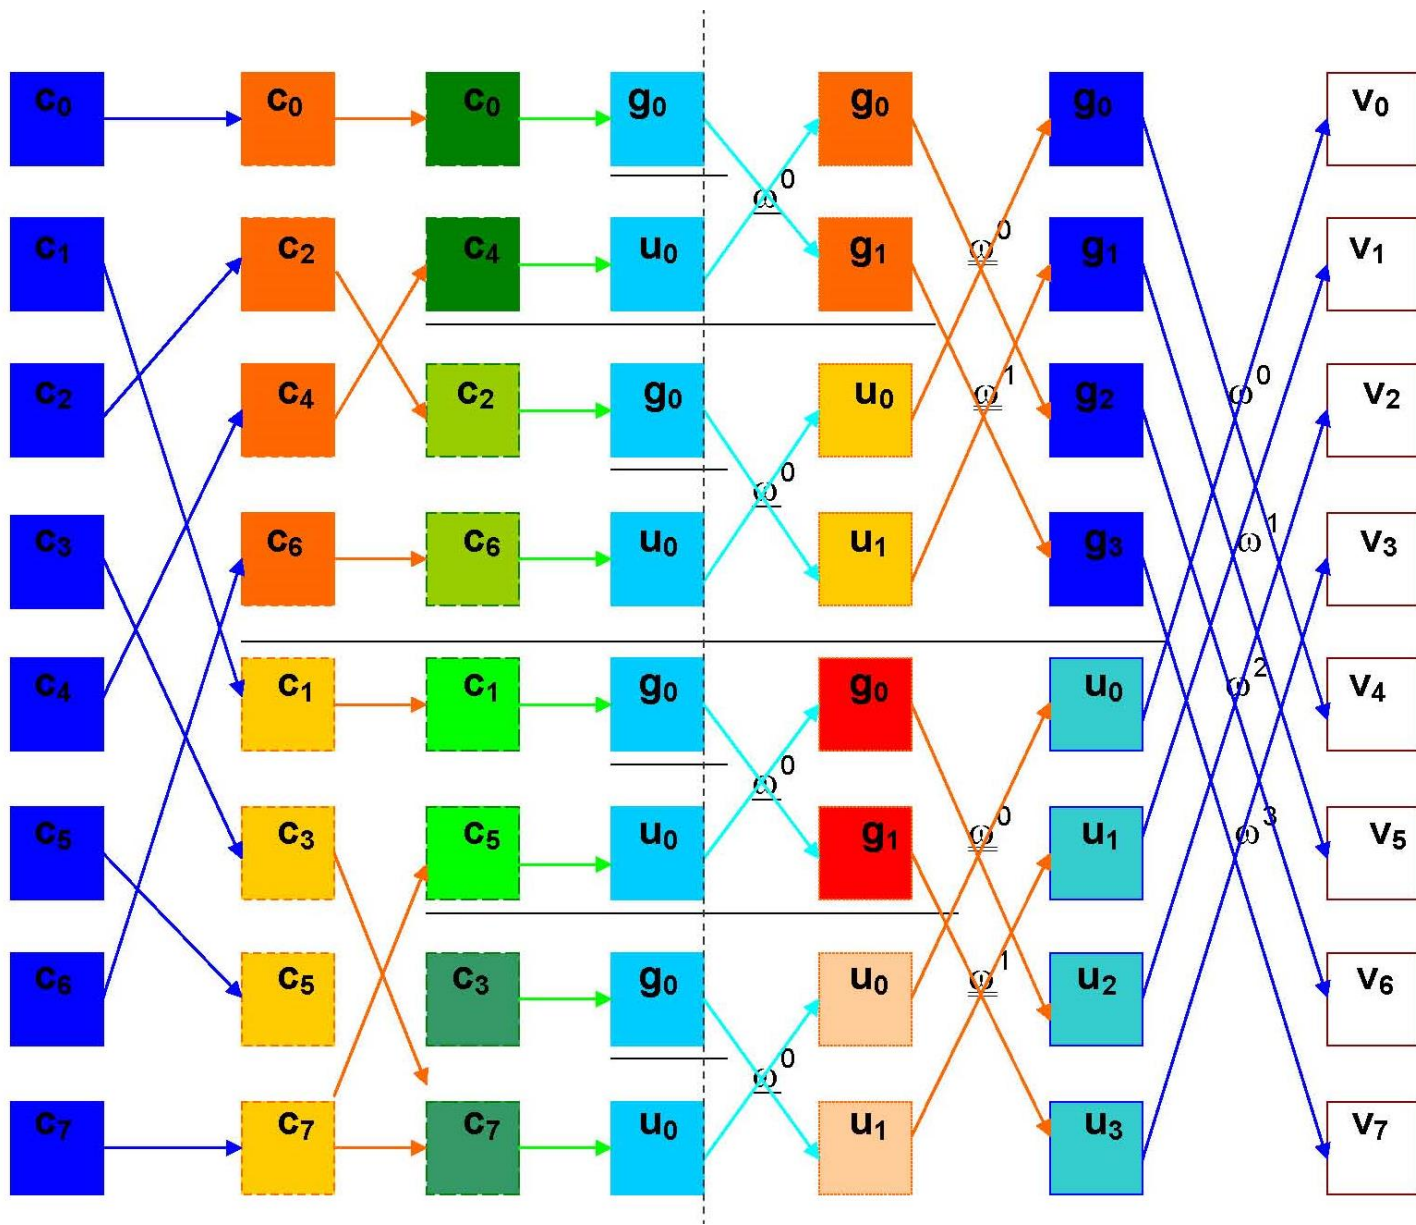 c₀ c₀ c₀ g₀ g₀ g₀ v₀
ω⁰
c₁ c₂ c₄ u₀ g₁ ω⁰ g₁ v₁
c₂ c₄ c₂ g₀ u₀ ω¹ g₂ ω⁰ v₂
ω⁰
c₃ c₆ c₆ u₀ u₁ g₃ ω¹ v₃
c₄ c₁ c₁ g₀ g₀ u₀ ω² v₄
ω⁰
c₅ c₃ c₅ u₀ g₁ ω⁰ u₁ ω³ v₅
c₆ c₅ c₃ g₀ u₀ ω¹ u₂ v₆
ω⁰
c₇ c₇ c₇ u₀ u₁ u₃ v₇